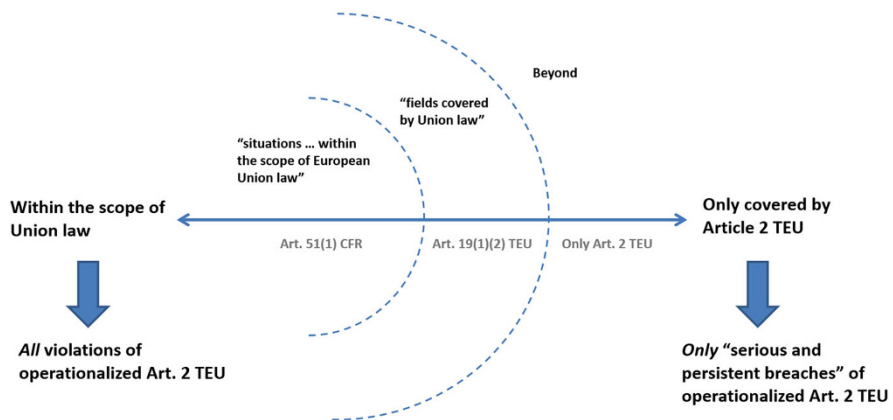 Beyond
“fields covered
by Union law”
“situations … within
the scope of European
Union law”
Within the scope of
Union law
Only covered by
Article 2 TEU
Art. 51(1) CFR
Art. 19(1)(2) TEU
Only Art. 2 TEU
All violations of
operationalized Art. 2 TEU
Only “serious and
persistent breaches” of
operationalized Art. 2 TEU